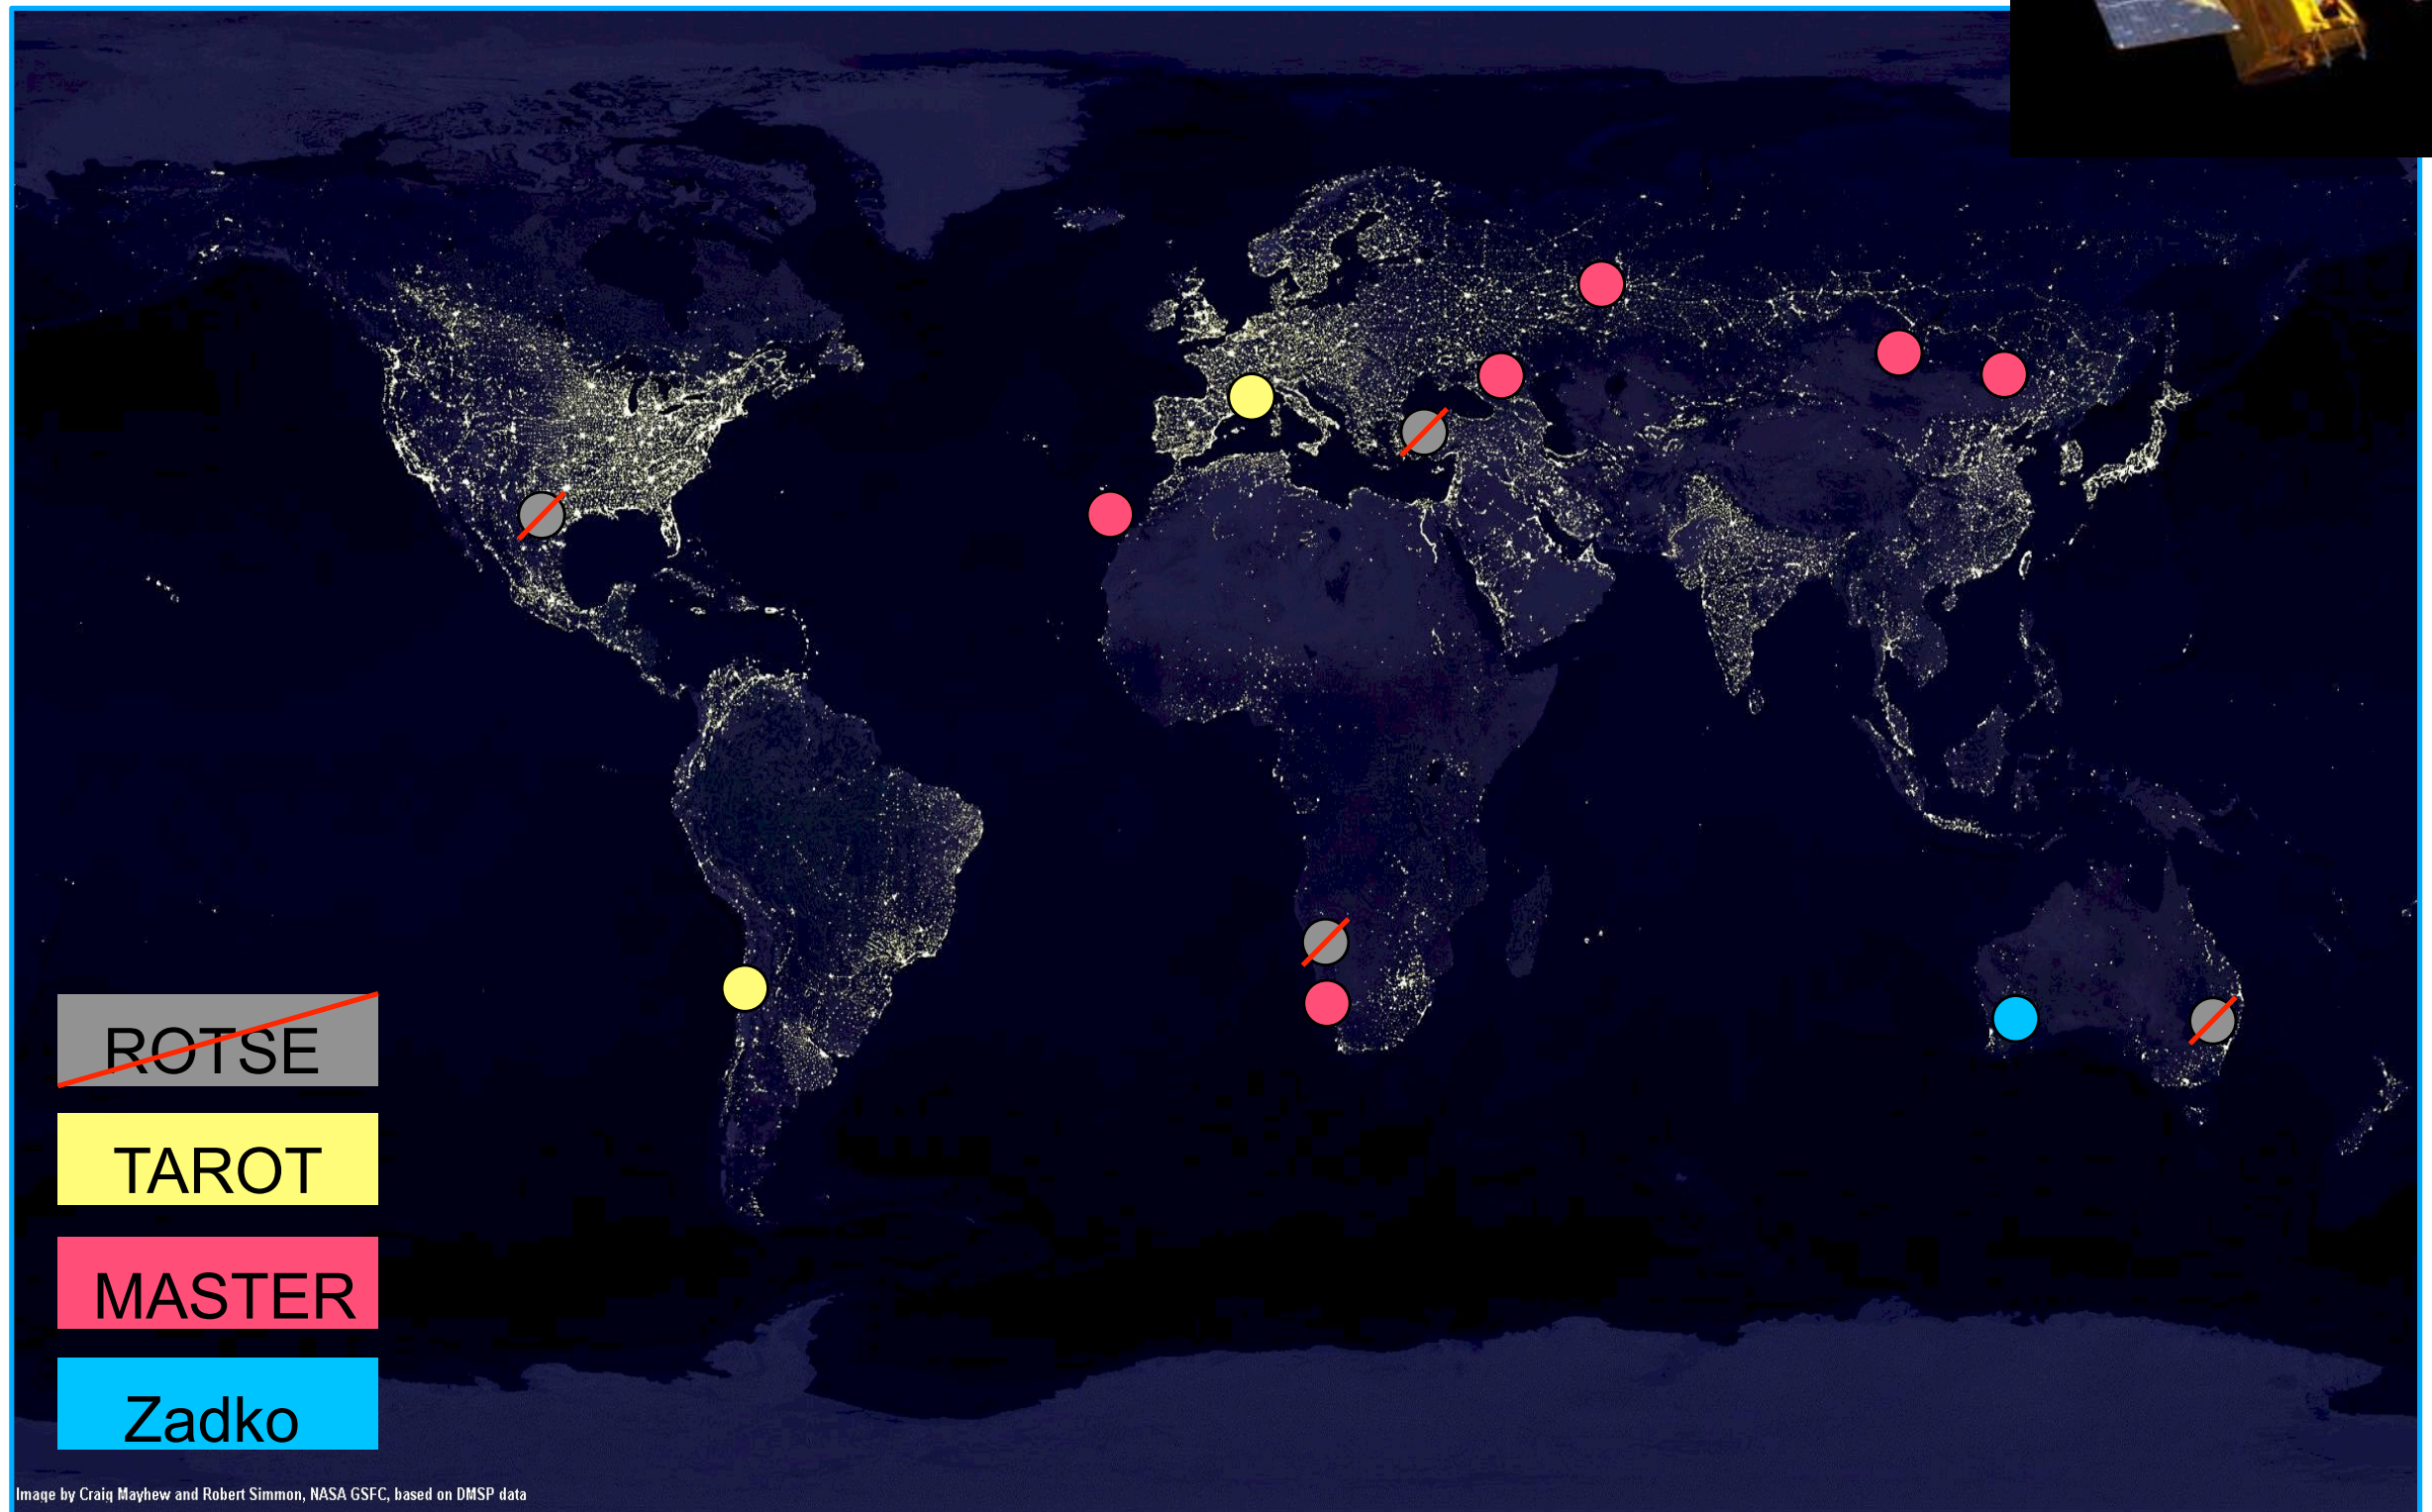 ROTSE
TAROT
MASTER
Zadko
Image by Craig Mayhew and Robert Simmon, NASA GSFC, based on DMSP data